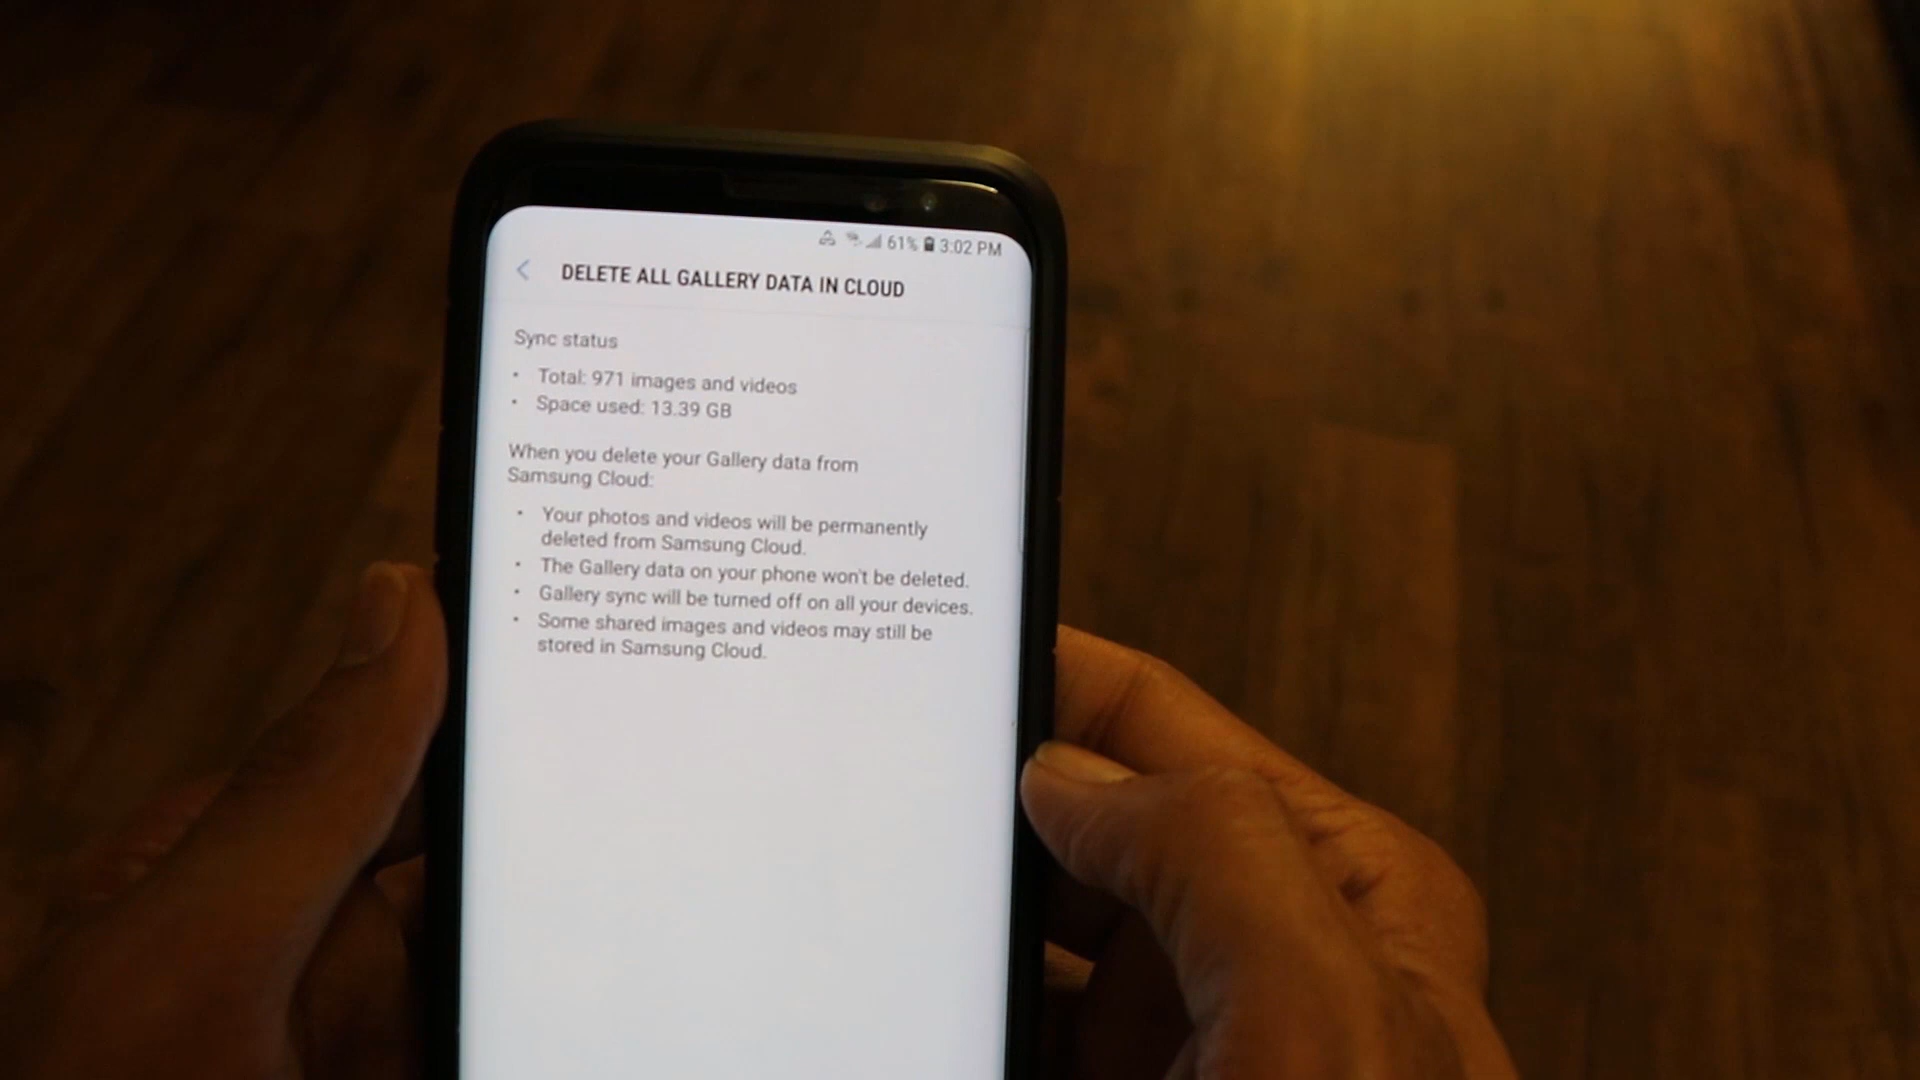 61% 3:02 PM
DELETE ALL GALLERY DATA IN CLOUD
Sync status
• Total: 971 images and videos
• Space used: 13.39 GB
When you delete your Gallery data from
Samsung Cloud:
• Your photos and videos will be permanently
deleted from Samsung Cloud.
• The Gallery data on your phone won't be deleted.
• Gallery sync will be turned off on all your devices.
• Some shared images and videos may still be
stored in Samsung Cloud.